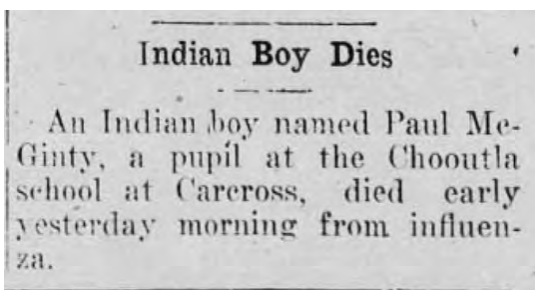 Indian Boy Dies
An Indian boy named Paul Mc-
Ginty, a pupil at the Chooutla
school at Carcross, died early
yesterday morning from influen-
za.